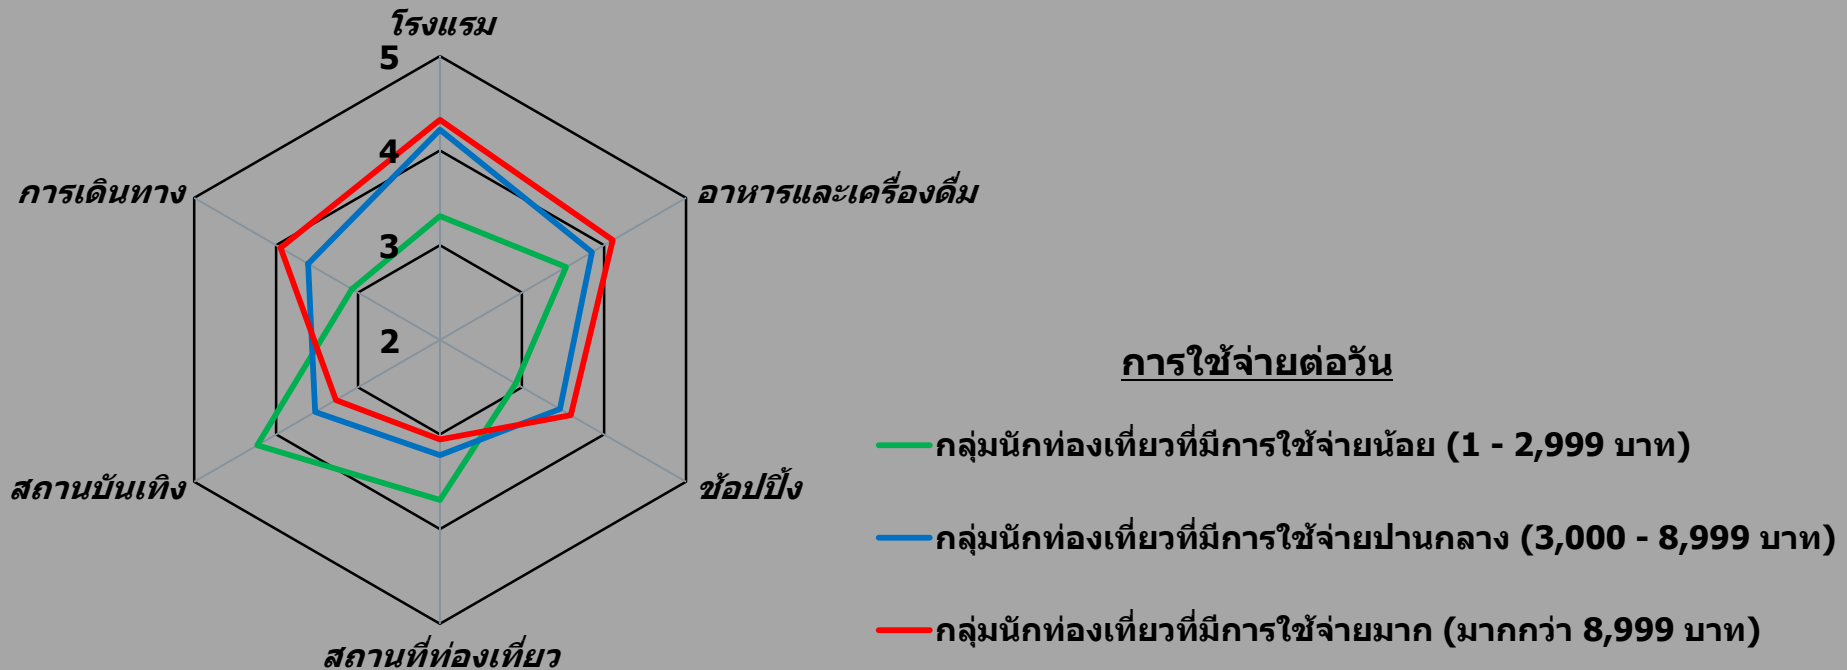 โรงแรม
5
4
การเดินทาง
อาหารและเครื่องดื่ม
3
2
การใช้จ่ายต่อวัน
กลุ่มนักท่องเที่ยวที่มีการใช้จ่ายน้อย (1 - 2,999 บาท)
สถานบันเทิง
ช้อปปิ้ง
กลุ่มนักท่องเที่ยวที่มีการใช้จ่ายปานกลาง (3,000 - 8,999 บาท)
กลุ่มนักท่องเที่ยวที่มีการใช้จ่ายมาก (มากกว่า 8,999 บาท)
สถานที่ท่องเที่ยว